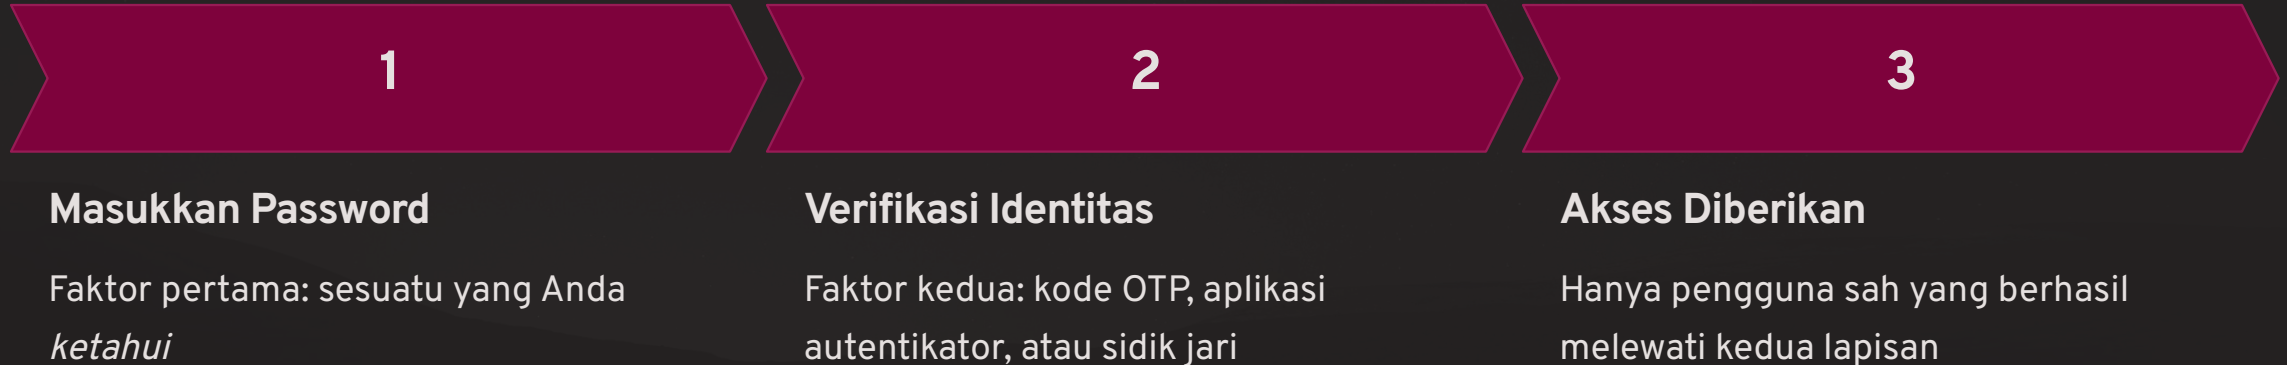 1
Masukkan Password
Faktor pertama: sesuatu yang Anda
ketahui
2
Verifikasi Identitas
Faktor kedua: kode OTP, aplikasi
autentikator, atau sidik jari
3
Akses Diberikan
Hanya pengguna sah yang berhasil
melewati kedua lapisan